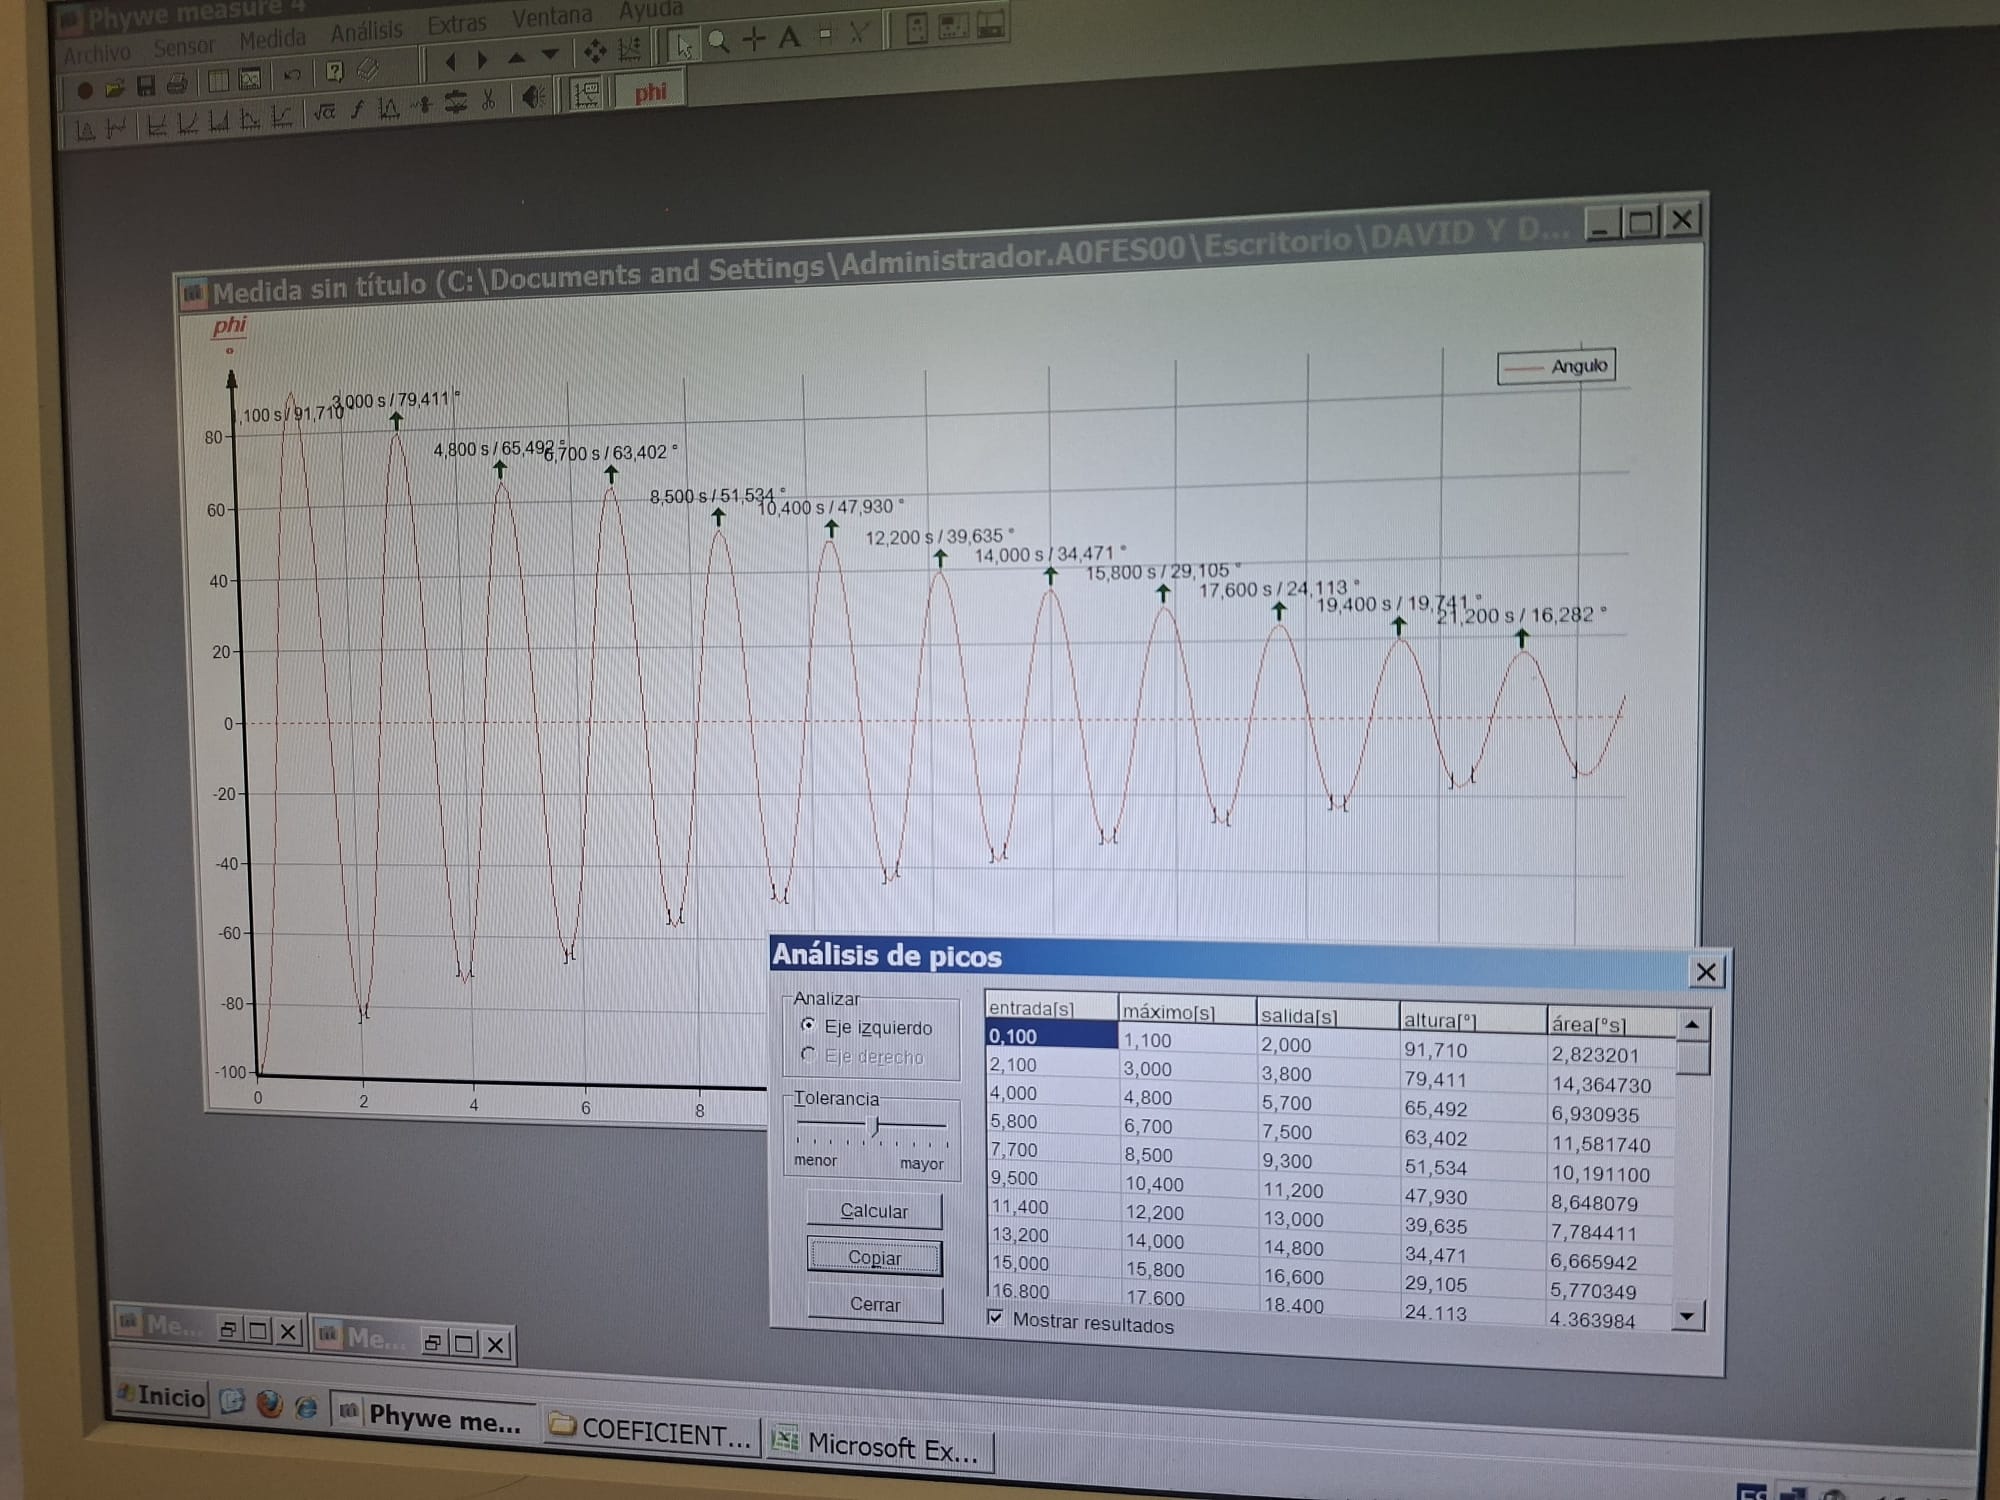 Phywe measure 4
Archivo Sensor Medida Análisis Extras Ventana Ayuda
phi
Medida sin título (C:\Documents and Settings\Administrador.A0FES00\Escritorio\DAVID Y D...
phi
°
Angulo
,100 s/91,710°
3,000 s/79,411°
4,800 s/65,492°
6,700 s/63,402°
8,500 s/51,534°
10,400 s/47,930°
12,200 s/39,635°
14,000 s/34,471°
15,800 s/29,105°
17,600 s/24,113°
19,400 s/19,741°
21,200 s/16,282°
80
60
40
20
0
-20
-40
-60
-80
-100
0 2 4 6 8
Análisis de picos
Analizar
Eje izquierdo
Eje derecho
Tolerancia
menor mayor
Calcular
Copiar
Cerrar
entrada[s] máximo[s] salida[s] altura[°] área[°s]
0,100 1,100 2,000 91,710 2,823201
2,100 3,000 3,800 79,411 14,364730
4,000 4,800 5,700 65,492 6,930935
5,800 6,700 7,500 63,402 11,581740
7,700 8,500 9,300 51,534 10,191100
9,500 10,400 11,200 47,930 8,648079
11,400 12,200 13,000 39,635 7,784411
13,200 14,000 14,800 34,471 6,665942
15,000 15,800 16,600 29,105 5,770349
16,800 17,600 18,400 24,113 4,363984
Mostrar resultados
Me... Me...
Inicio Phywe me... COEFICIENT... Microsoft Ex...
ES